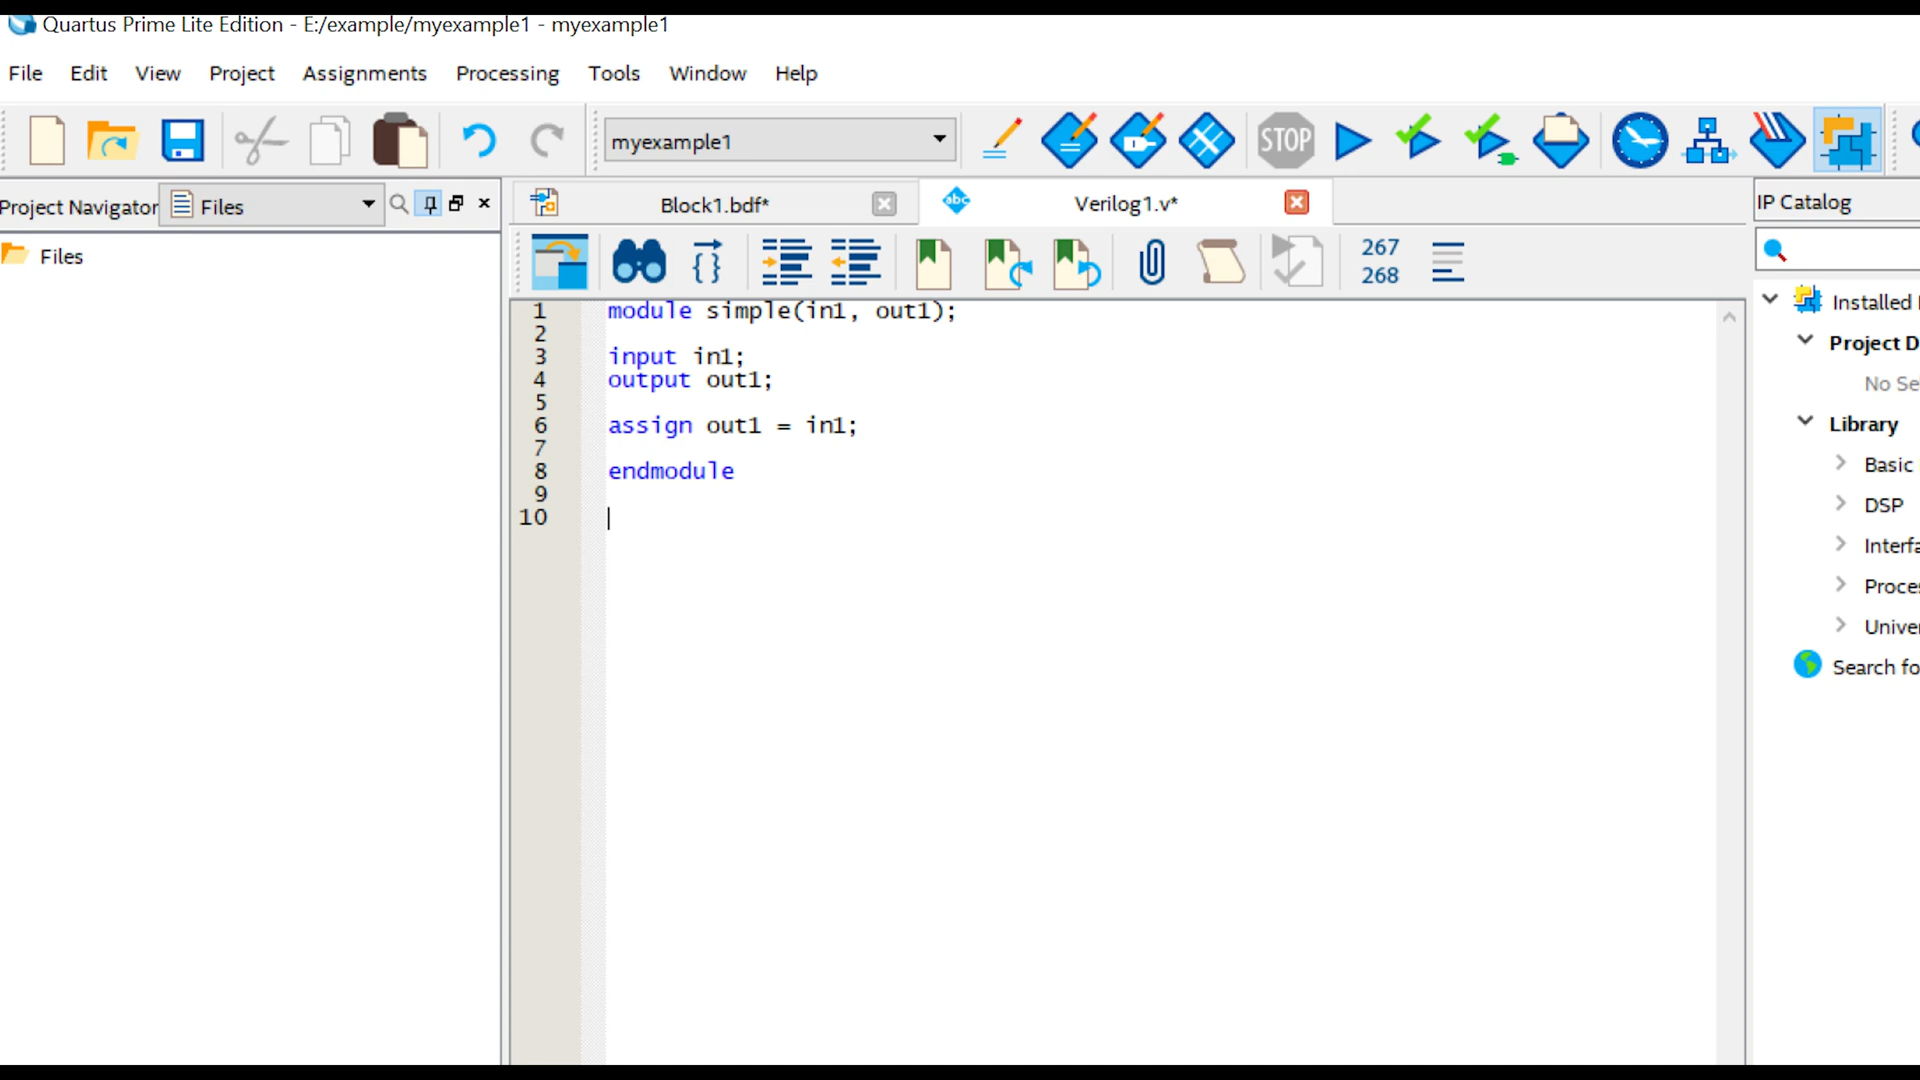 Quartus Prime Lite Edition - E:/example/myexample1 - myexample1
File Edit View Project Assignments Processing Tools Window Help
myexample1
STOP
Project Navigator Files
Block1.bdf*
abc
Verilog1.v*
IP Catalog
267
268
Files
1 module simple(in1, out1);
2
3 input in1;
4 output out1;
5
6 assign out1 = in1;
7
8 endmodule
9
10
Installed
Project D
No Se
Library
Basic
DSP
Interfa
Proces
Univer
Search fo